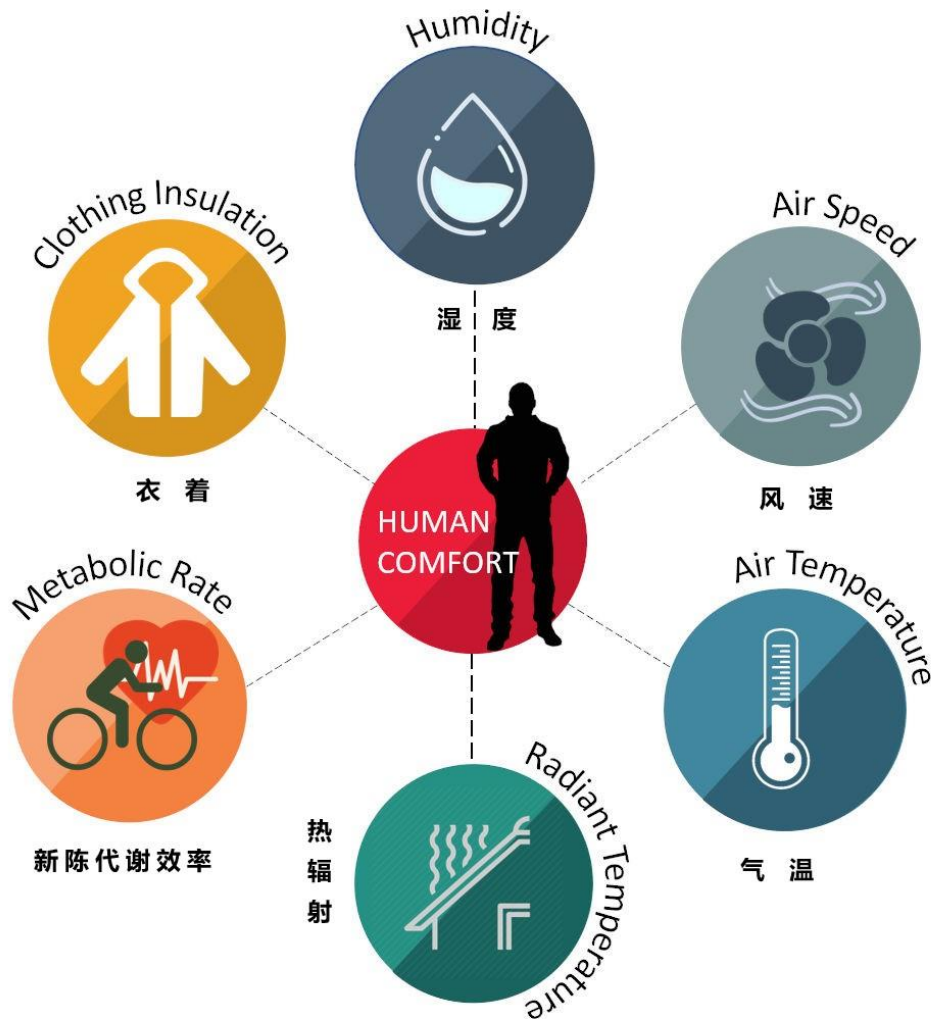 Humidity
湿 度
Clothing Insulation
衣 着
Air Speed
风 速
HUMAN
COMFORT
Metabolic Rate
新陈代谢效率
Air Temperature
气 温
Radiant Temperature
热
辐
射